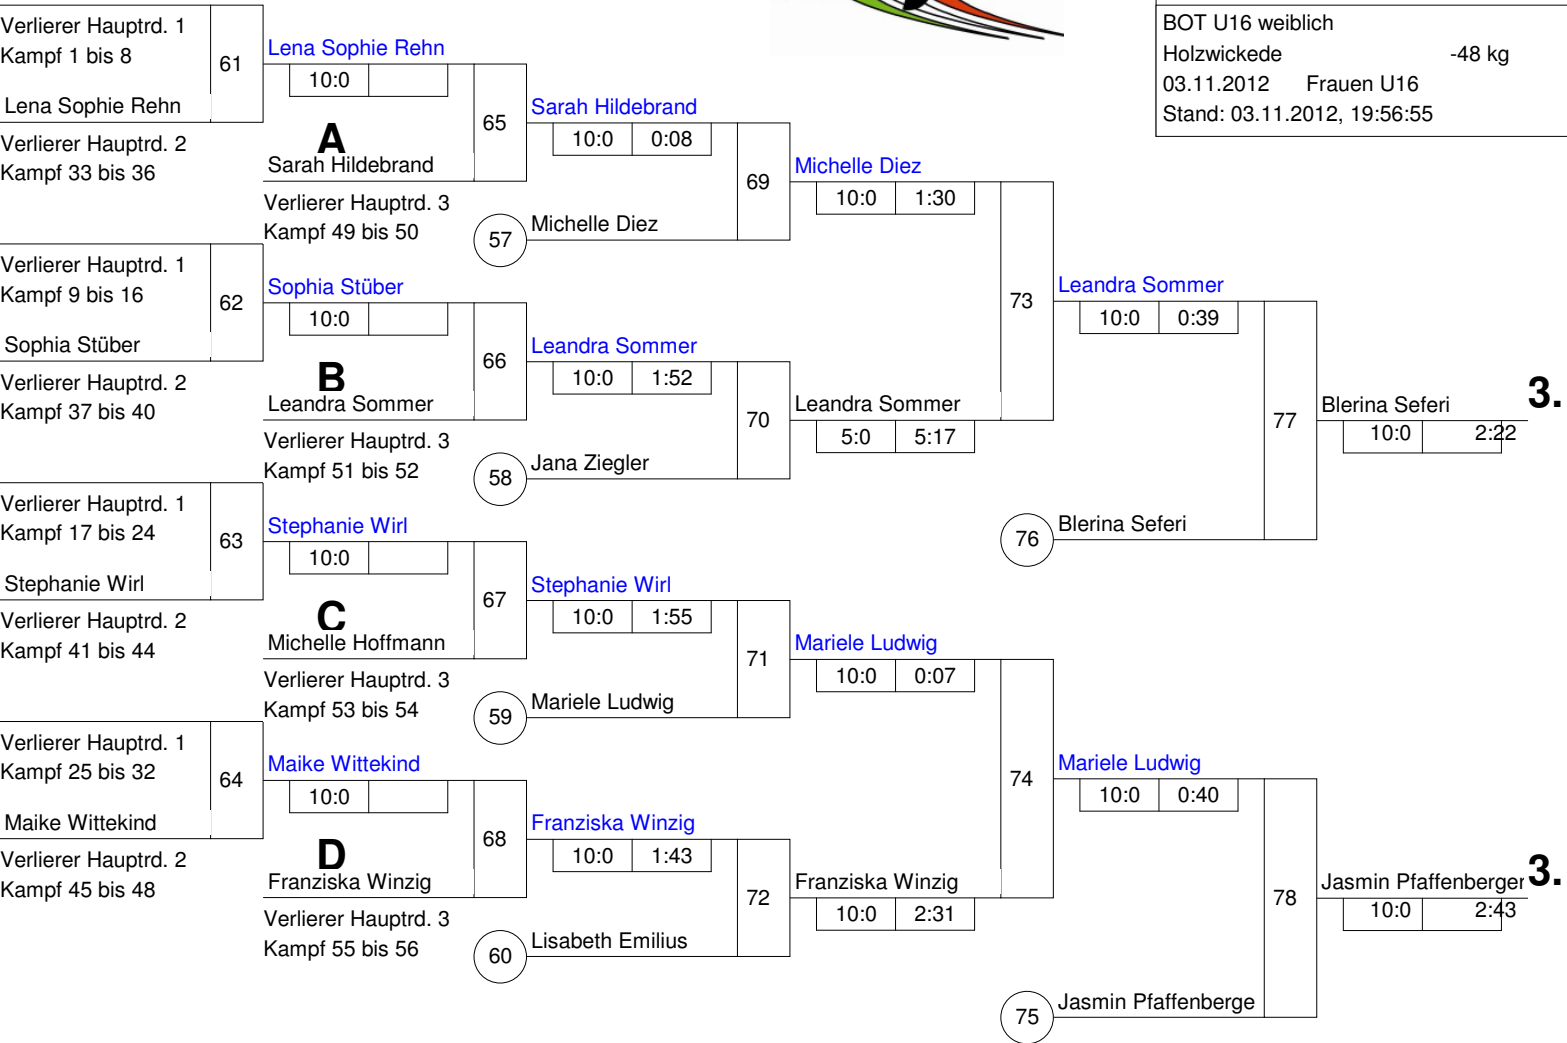 BOT U16 weiblich
Holzwickede -48 kg
03.11.2012 Frauen U16
Stand: 03.11.2012, 19:56:55
Verlierer Hauptrd. 1
Kampf 1 bis 8
61
Lena Sophie Rehn
Verlierer Hauptrd. 2
Kampf 33 bis 36
Lena Sophie Rehn
10:0
A
65
Sarah Hildebrand
Verlierer Hauptrd. 3
Kampf 49 bis 50
Sarah Hildebrand
10:0 0:08
69
57
Michelle Diez
Michelle Diez
10:0 1:30
Verlierer Hauptrd. 1
Kampf 9 bis 16
62
Sophia Stüber
Verlierer Hauptrd. 2
Kampf 37 bis 40
Sophia Stüber
10:0
B
66
Leandra Sommer
Verlierer Hauptrd. 3
Kampf 51 bis 52
Leandra Sommer
10:0 1:52
70
58
Jana Ziegler
Leandra Sommer
5:0 5:17
73
Leandra Sommer
10:0 0:39
77
76
Blerina Seferi
Blerina Seferi
10:0 2:22
3.
Verlierer Hauptrd. 1
Kampf 17 bis 24
63
Stephanie Wirl
Verlierer Hauptrd. 2
Kampf 41 bis 44
Stephanie Wirl
10:0
C
67
Michelle Hoffmann
Verlierer Hauptrd. 3
Kampf 53 bis 54
Stephanie Wirl
10:0 1:55
71
59
Mariele Ludwig
Mariele Ludwig
10:0 0:07
Verlierer Hauptrd. 1
Kampf 25 bis 32
64
Maike Wittekind
Verlierer Hauptrd. 2
Kampf 45 bis 48
Maike Wittekind
10:0
D
68
Franziska Winzig
Verlierer Hauptrd. 3
Kampf 55 bis 56
Franziska Winzig
10:0 1:43
72
60
Lisabeth Emilius
Franziska Winzig
10:0 2:31
74
Mariele Ludwig
10:0 0:40
78
75
Jasmin Pfaffenberge
Jasmin Pfaffenberger
10:0 2:43
3.